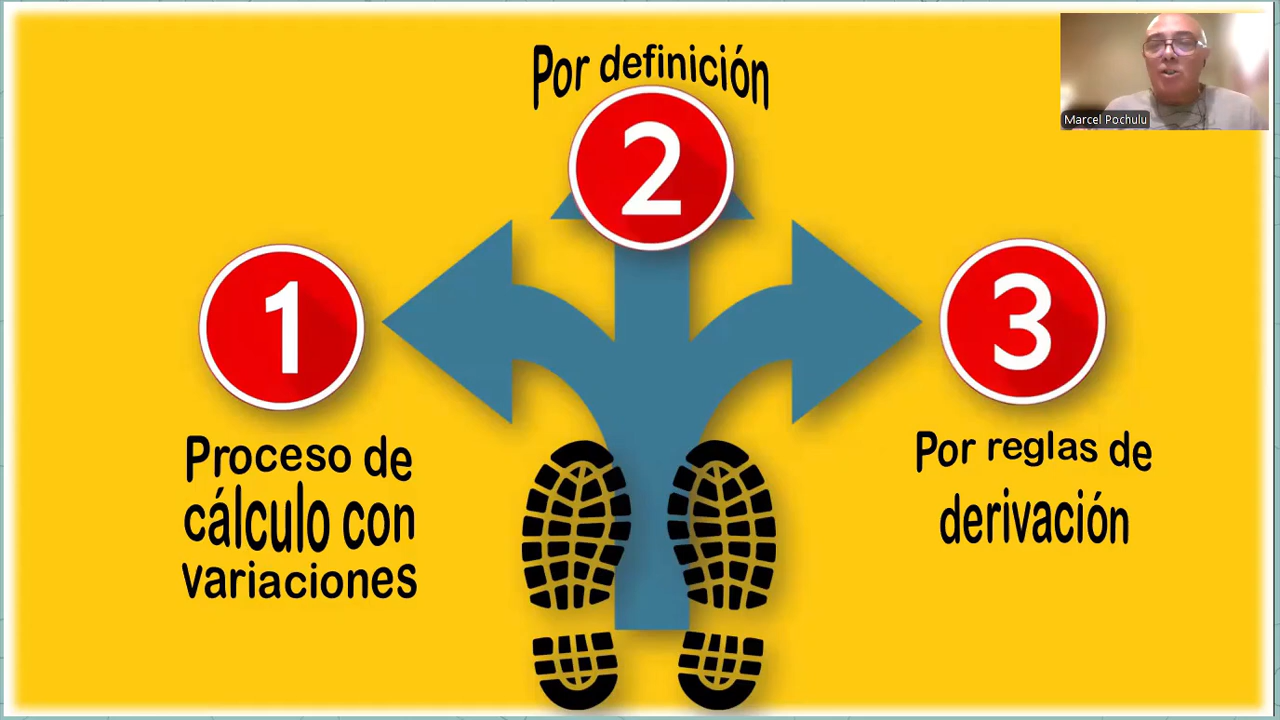 Por definición
2
Marcel Pochulu
1
3
Proceso de
cálculo con
variaciones
Por reglas de
derivación